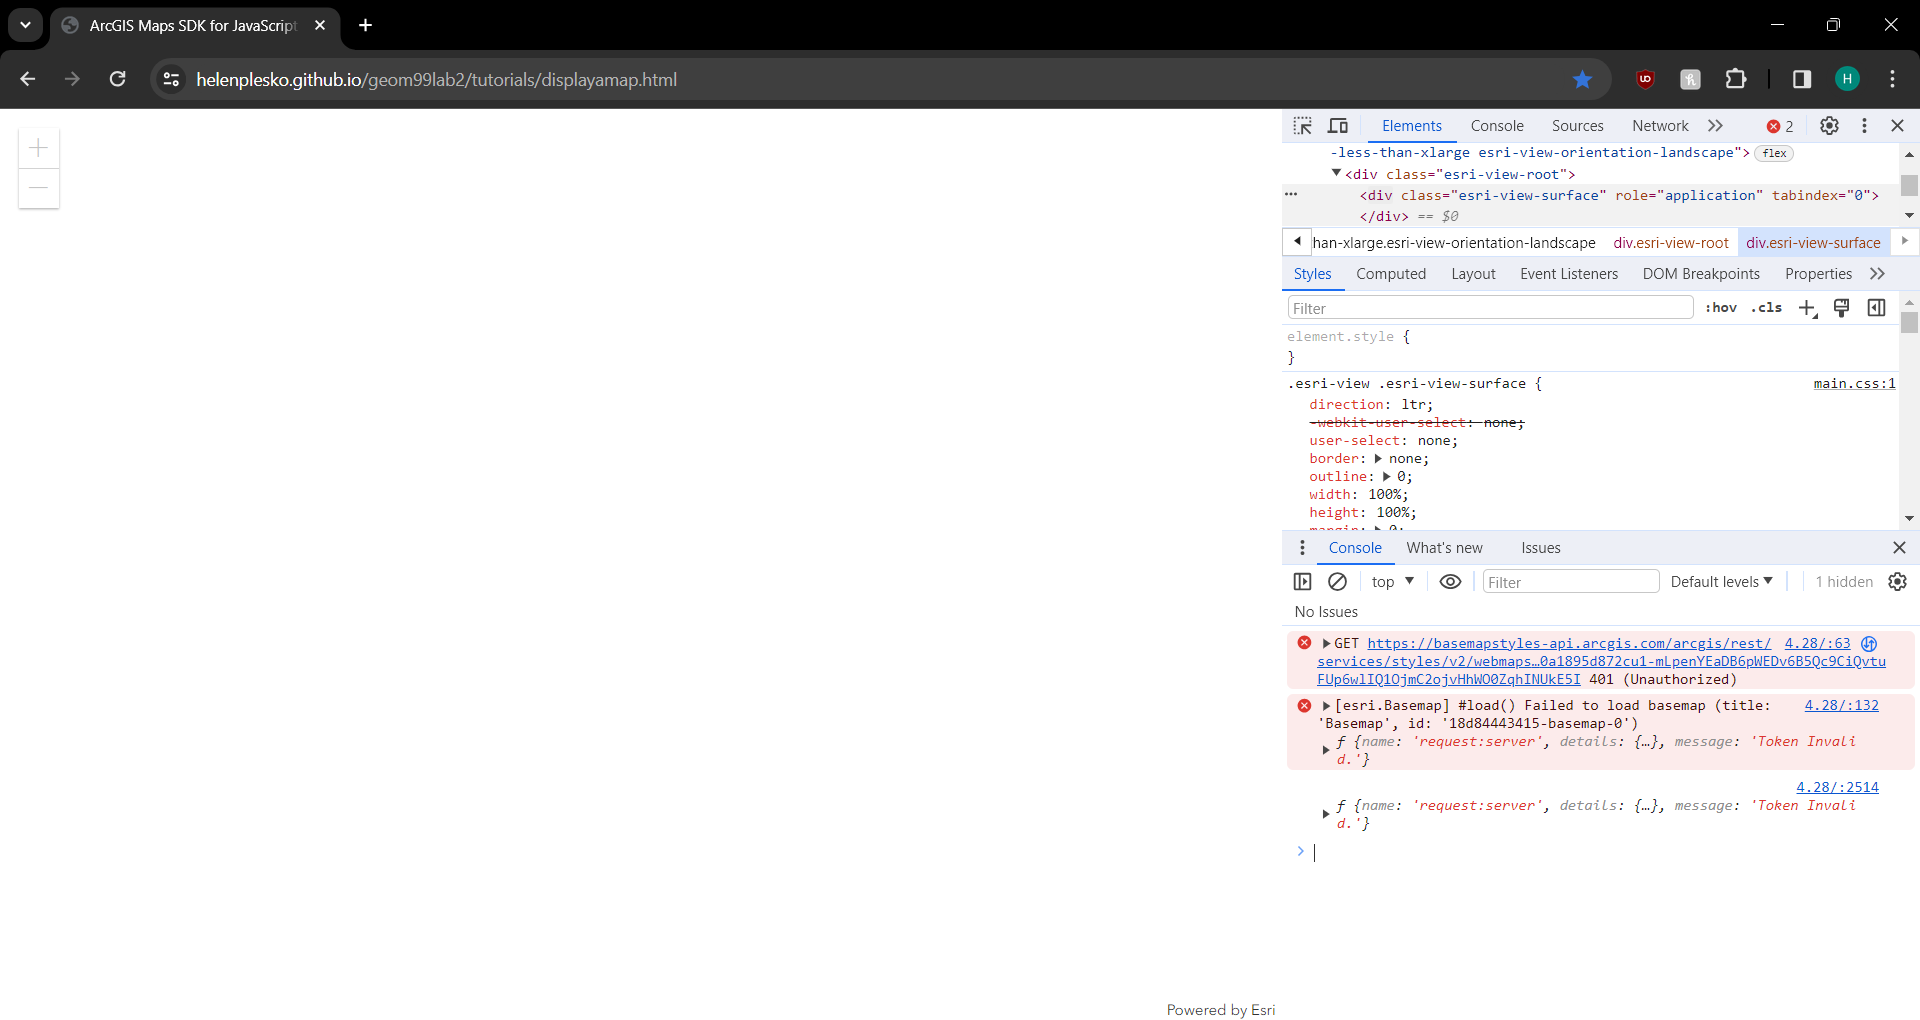 ArcGIS Maps SDK for JavaScript
helenplesko.github.io/geom99lab2/tutorials/displayamap.html
H
Elements Console Sources Network 2
-less-than-xlarge esri-view-orientation-landscape"> flex
<div class="esri-view-root">
<div class="esri-view-surface" role="application" tabindex="0">
</div> == $0
han-xlarge.esri-view-orientation-landscape div.esri-view-root div.esri-view-surface
Styles Computed Layout Event Listeners DOM Breakpoints Properties
Filter :hov .cls
element.style {
}
.esri-view .esri-view-surface { main.css:1
direction: ltr;
-webkit-user-select: none;
user-select: none;
border: none;
outline: 0;
width: 100%;
height: 100%;
margin: 0;
Console What's new Issues
top Filter Default levels 1 hidden
No Issues
GET https://basemapstyles-api.arcgis.com/arcgis/rest/ 4.28/:63
services/styles/v2/webmaps…0a1895d872cu1-mLpenYEaDB6pWEDv6B5Qc9CiQvtu
FUp6wlIQ1OjmC2ojvHhWO0ZqhINUkE5I 401 (Unauthorized)
[esri.Basemap] #load() Failed to load basemap (title: 4.28/:132
'Basemap', id: '18d84443415-basemap-0')
f {name: 'request:server', details: {…}, message: 'Token Invali
d.'}
4.28/:2514
f {name: 'request:server', details: {…}, message: 'Token Invali
d.'}
Powered by Esri